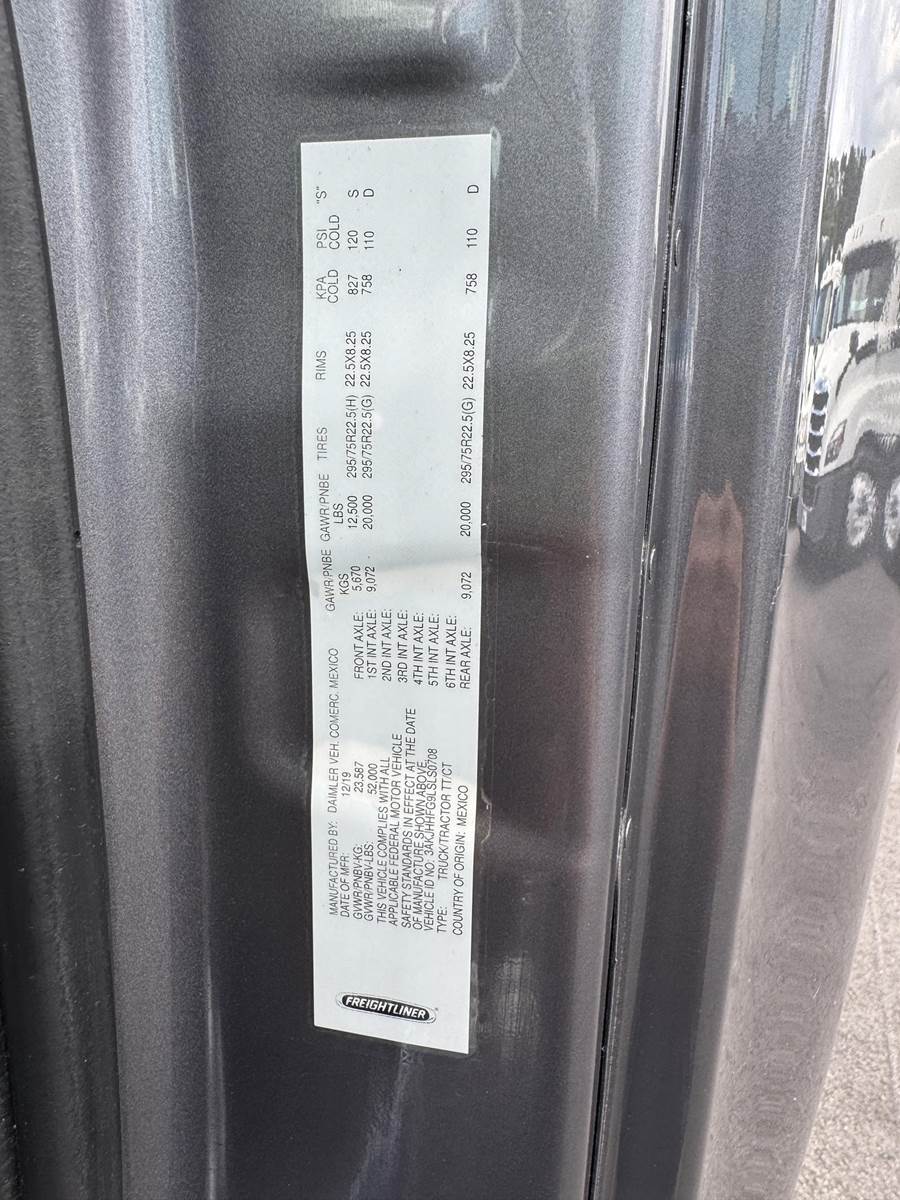 FREIGHTLINER
MANUFACTURED BY: DAIMLER VEH. COMERC. MEXICO
DATE OF MFR: 12/19
GVWR/PNBV-KG: 23,587
GVWR/PNBV-LBS: 52,000
THIS VEHICLE COMPLIES WITH ALL
APPLICABLE FEDERAL MOTOR VEHICLE
SAFETY STANDARDS IN EFFECT AT THE DATE
OF MANUFACTURE SHOWN ABOVE.
VEHICLE ID NO: 3AKJHHFG9LSLS0708
TYPE: TRUCK/TRACTOR TT/CT
COUNTRY OF ORIGIN: MEXICO
GAWR/PNBE GAWR/PNBE TIRES RIMS KPA PSI "S"
KGS LBS COLD COLD
FRONT AXLE: 5,670 12,500 295/75R22.5(H) 22.5X8.25 827 120 S
1ST INT AXLE: 9,072 20,000 295/75R22.5(G) 22.5X8.25 758 110 D
2ND INT AXLE:
3RD INT AXLE:
4TH INT AXLE:
5TH INT AXLE:
6TH INT AXLE:
REAR AXLE: 9,072 20,000 295/75R22.5(G) 22.5X8.25 758 110 D